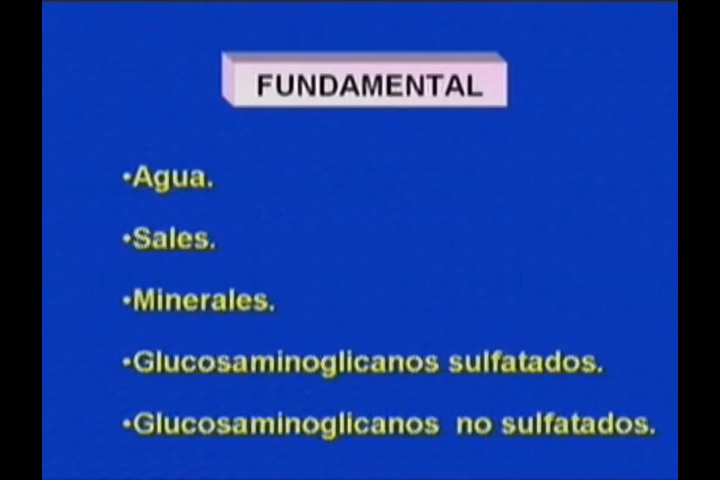 FUNDAMENTAL
•Agua.
•Sales.
•Minerales.
•Glucosaminoglicanos sulfatados.
•Glucosaminoglicanos no sulfatados.